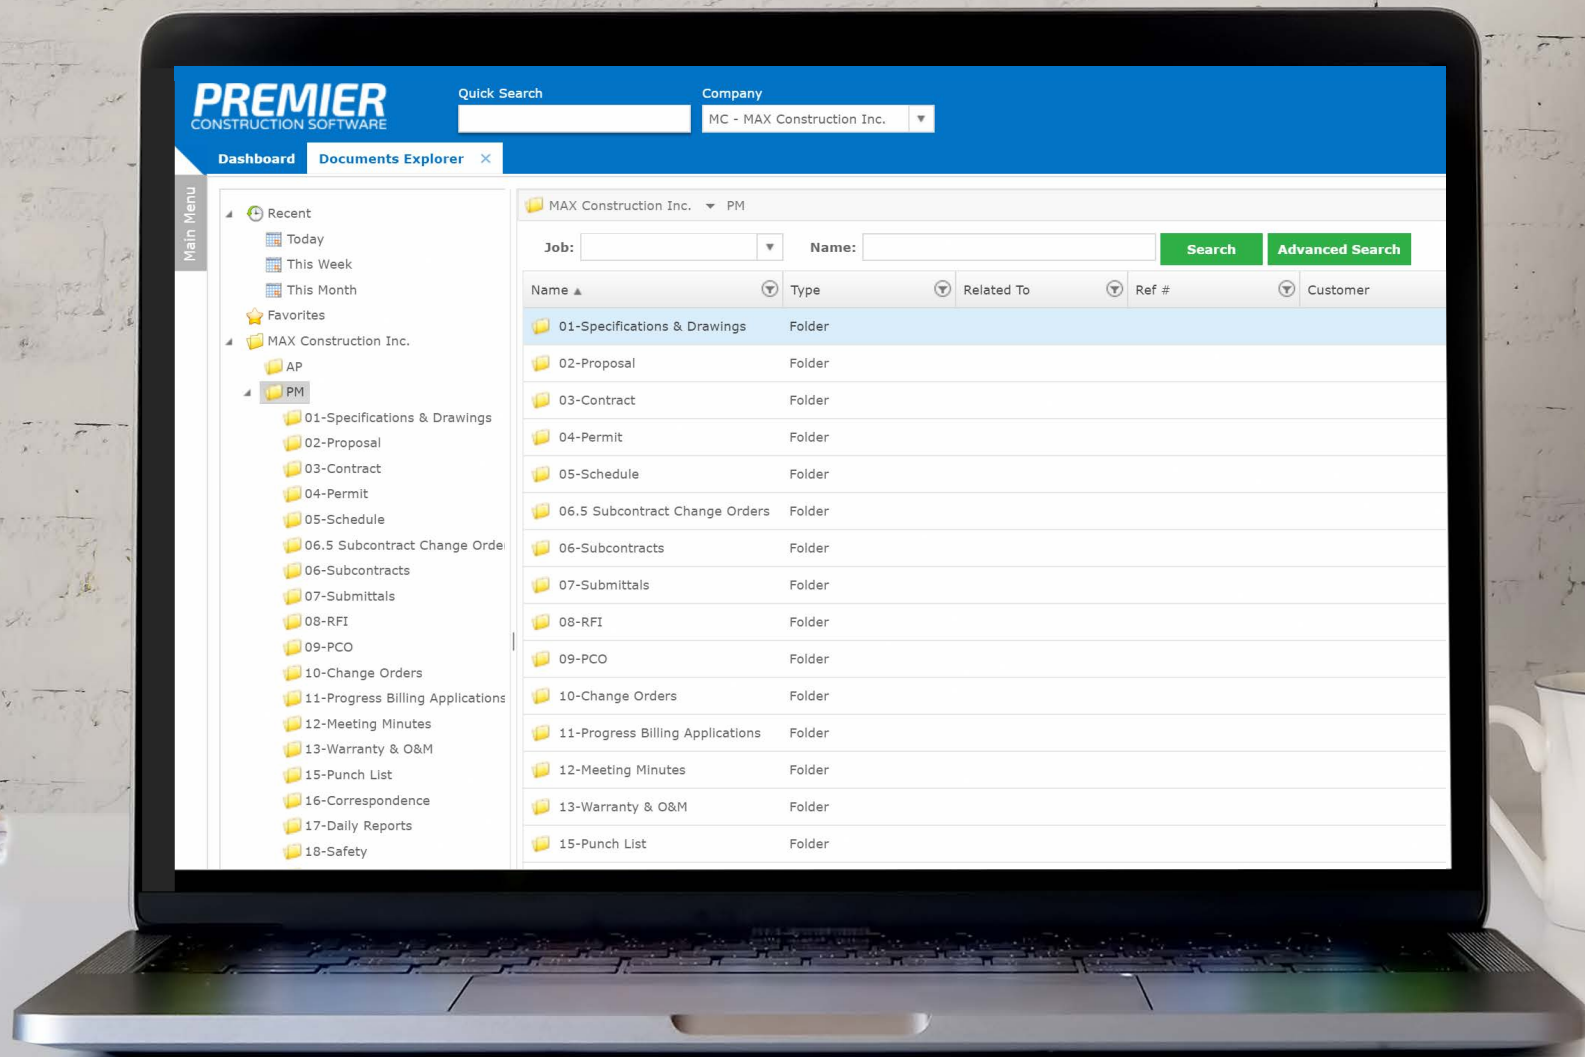 PREMIER
CONSTRUCTION SOFTWARE
Quick Search
Company
MC - MAX Construction Inc.
Dashboard
Documents Explorer
Main Menu
Recent
Today
This Week
This Month
Favorites
MAX Construction Inc.
AP
PM
01-Specifications & Drawings
02-Proposal
03-Contract
04-Permit
05-Schedule
06.5 Subcontract Change Order
06-Subcontracts
07-Submittals
08-RFI
09-PCO
10-Change Orders
11-Progress Billing Applications
12-Meeting Minutes
13-Warranty & O&M
15-Punch List
16-Correspondence
17-Daily Reports
18-Safety
MAX Construction Inc. PM
Job:
Name:
Search
Advanced Search
Name Type Related To Ref # Customer
01-Specifications & Drawings Folder
02-Proposal Folder
03-Contract Folder
04-Permit Folder
05-Schedule Folder
06.5 Subcontract Change Orders Folder
06-Subcontracts Folder
07-Submittals Folder
08-RFI Folder
09-PCO Folder
10-Change Orders Folder
11-Progress Billing Applications Folder
12-Meeting Minutes Folder
13-Warranty & O&M Folder
15-Punch List Folder